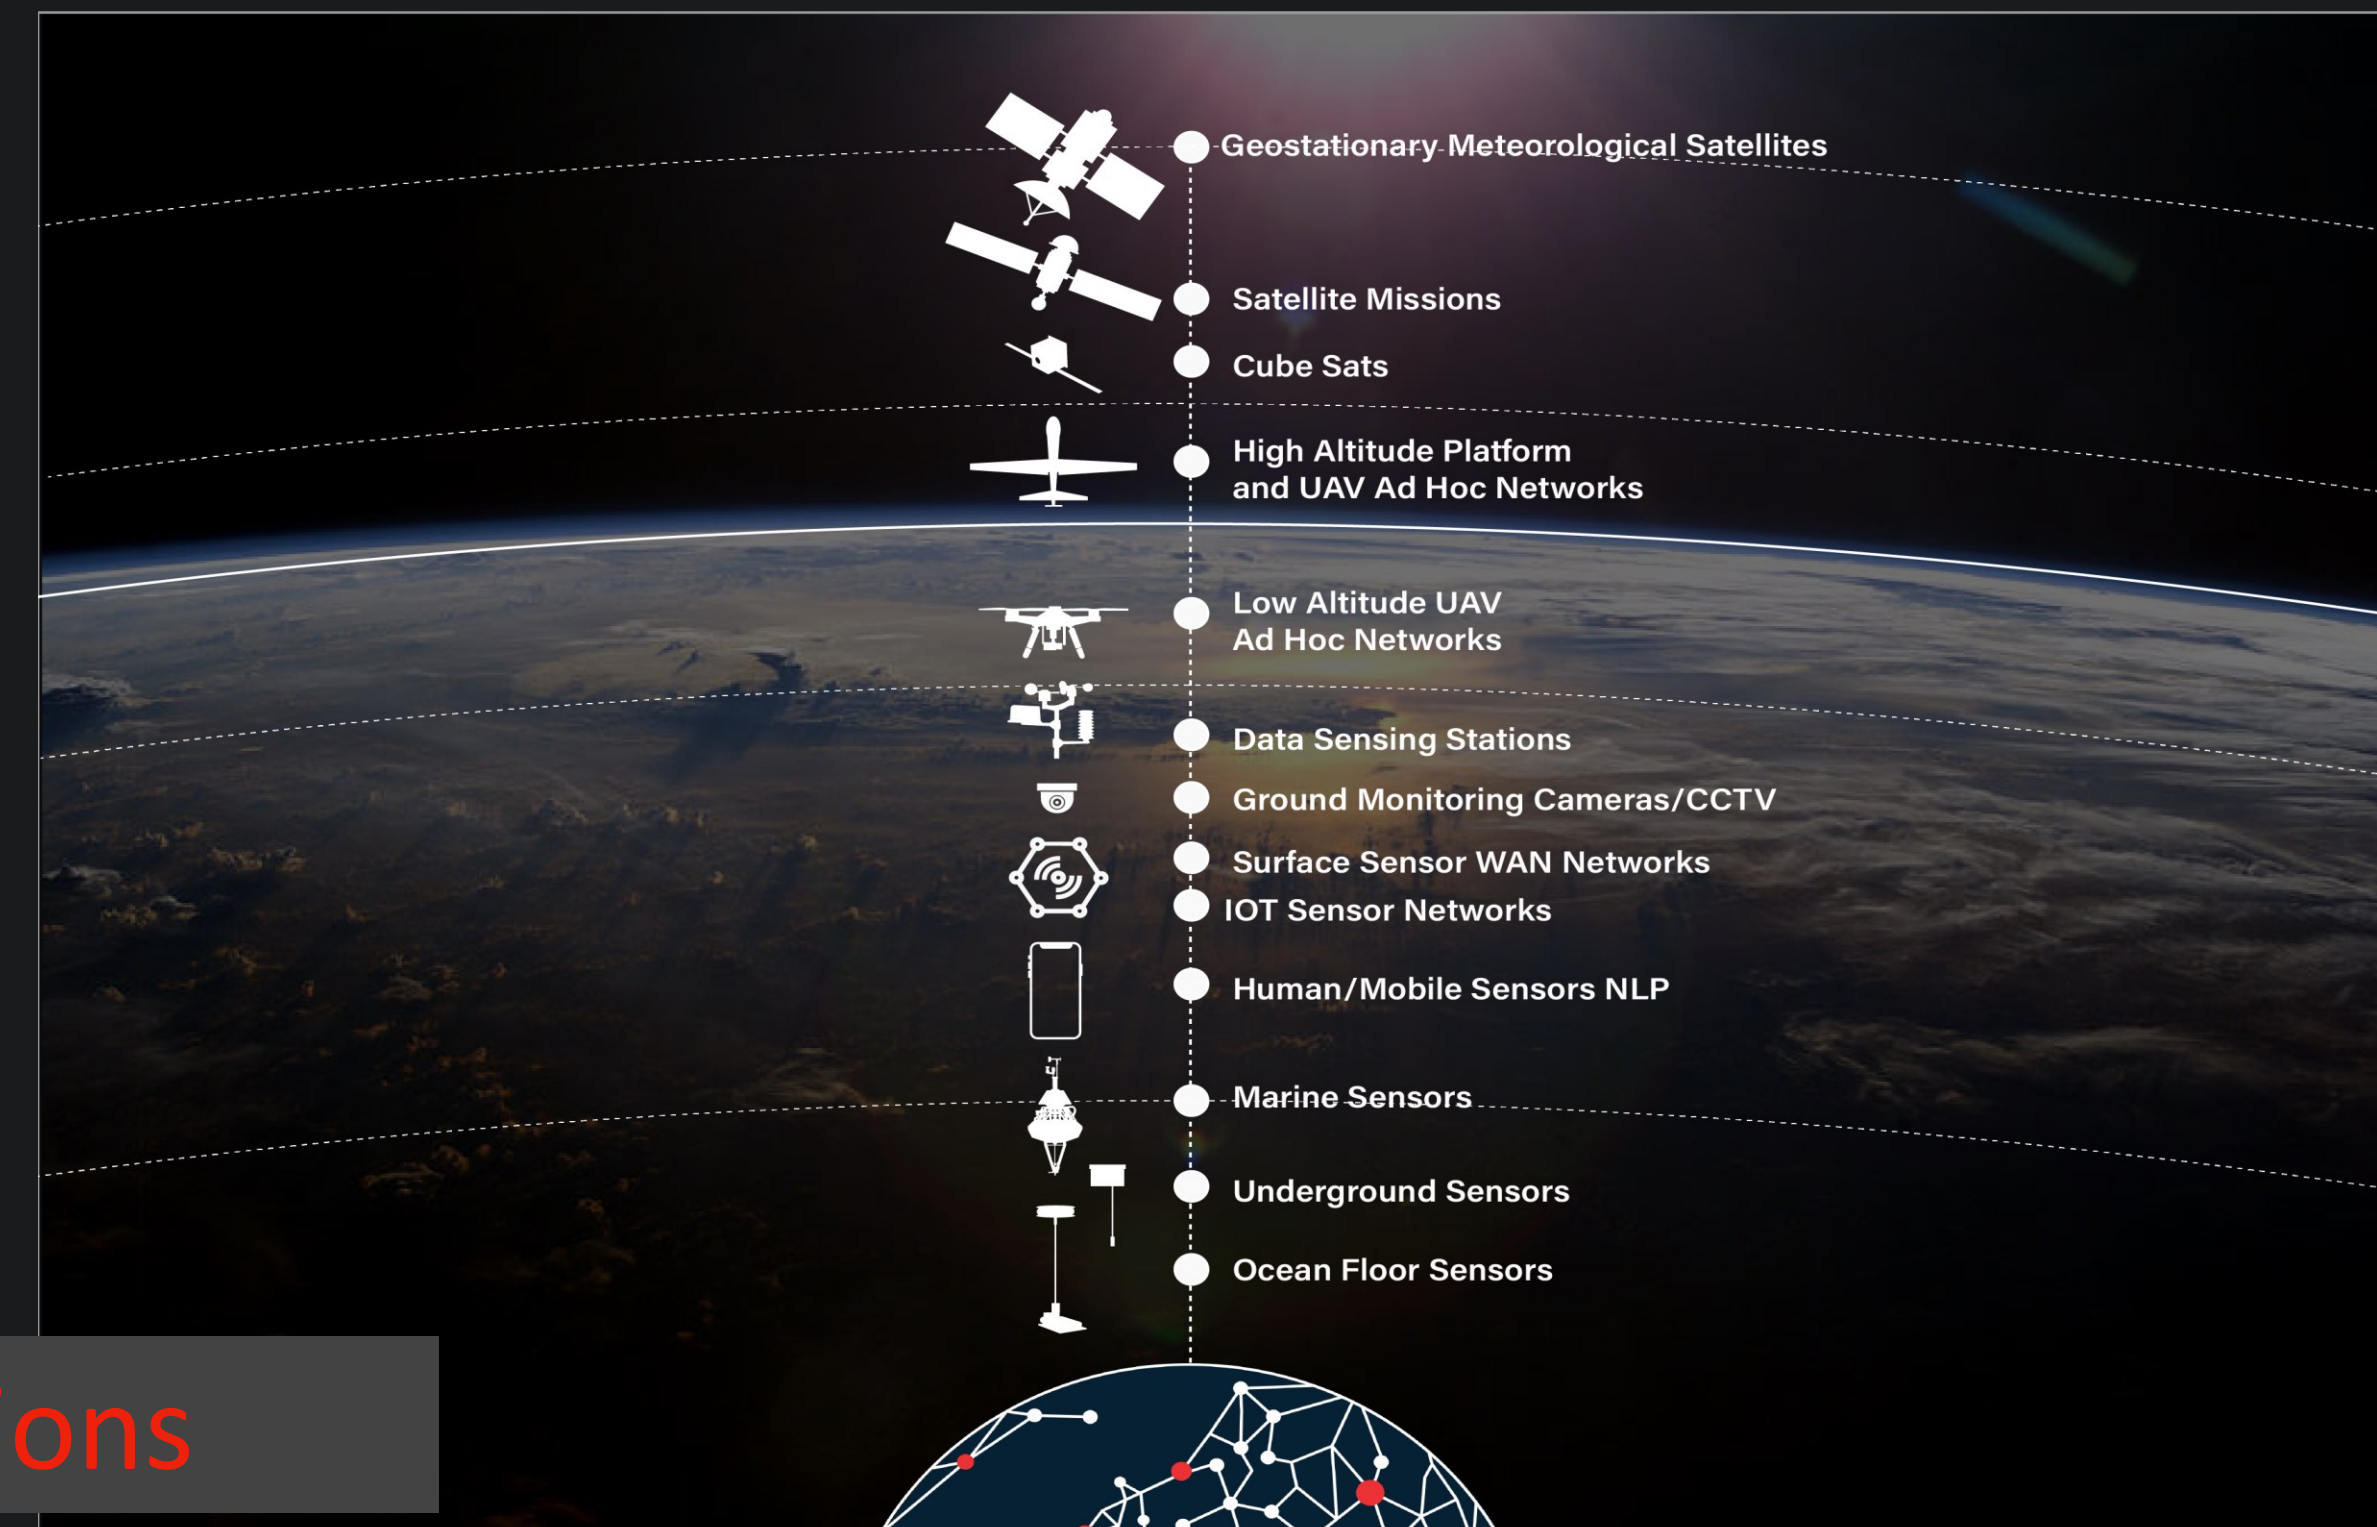 Geostationary Meteorological Satellites
Satellite Missions
Cube Sats
High Altitude Platform
and UAV Ad Hoc Networks
Low Altitude UAV
Ad Hoc Networks
Data Sensing Stations
Ground Monitoring Cameras/CCTV
Surface Sensor WAN Networks
IOT Sensor Networks
Human/Mobile Sensors NLP
Marine Sensors
Underground Sensors
Ocean Floor Sensors
ons